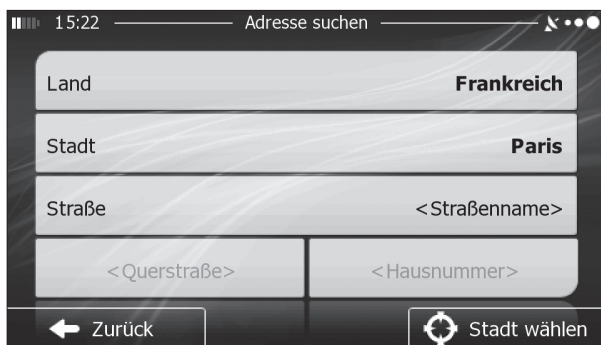 15:22 Adresse suchen
Land Frankreich
Stadt Paris
Straße <Straßenname>
<Querstraße> <Hausnummer>
Zurück Stadt wählen